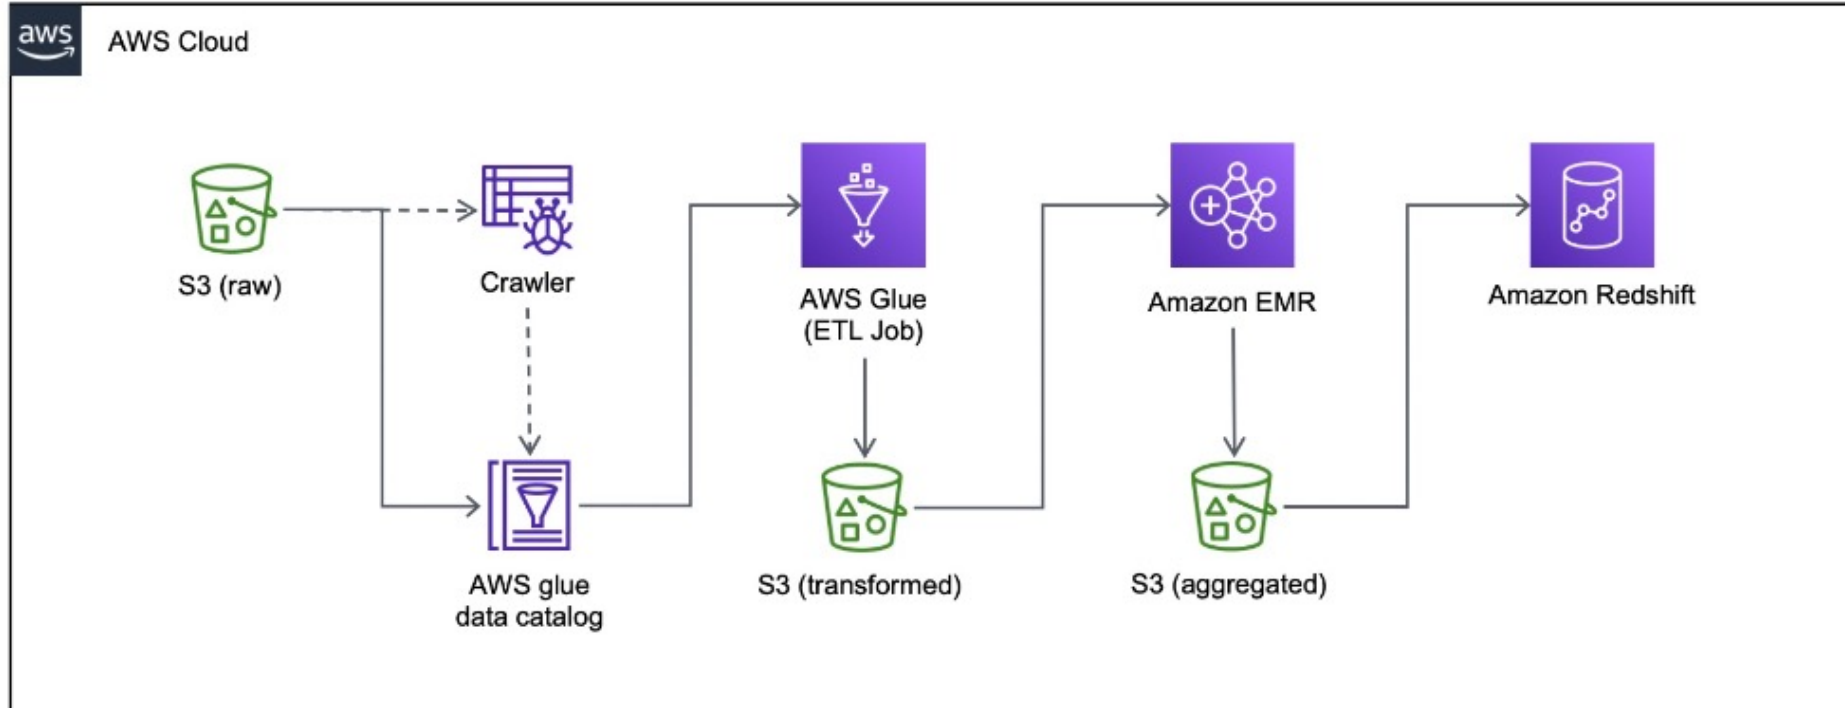 aws
AWS Cloud
S3 (raw)
Crawler
AWS Glue
(ETL Job)
Amazon EMR
Amazon Redshift
AWS glue
data catalog
S3 (transformed)
S3 (aggregated)